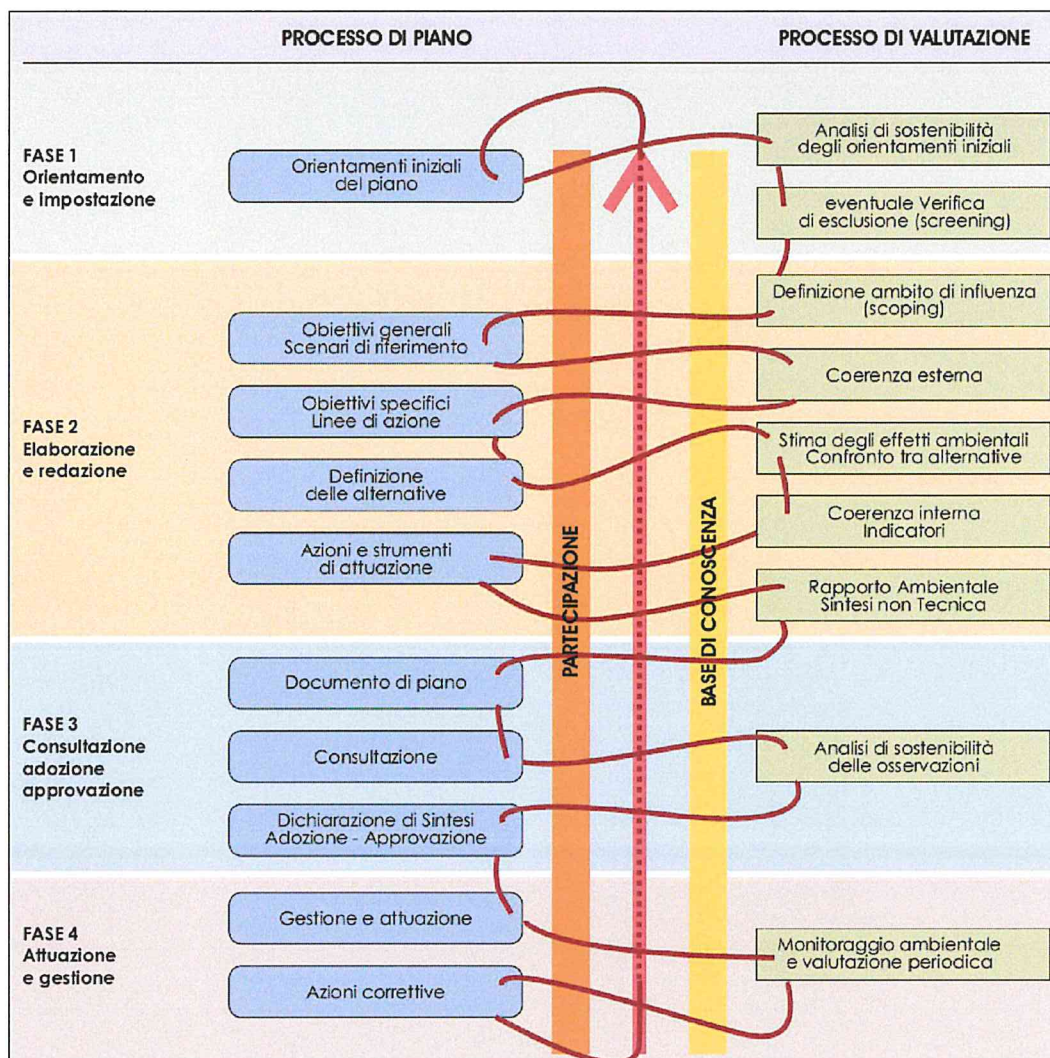 PROCESSO DI PIANO
PROCESSO DI VALUTAZIONE
FASE 1
Orientamento
e impostazione
Orientamenti iniziali
del piano
Analisi di sostenibilità
degli orientamenti iniziali
eventuale Verifica
di esclusione (screening)
FASE 2
Elaborazione
e redazione
Definizione ambito di influenza
(scoping)
Obiettivi generali
Scenari di riferimento
Coerenza esterna
Obiettivi specifici
Linee di azione
Stima degli effetti ambientali
Confronto tra alternative
Definizione
delle alternative
Coerenza interna
Indicatori
Azioni e strumenti
di attuazione
Rapporto Ambientale
Sintesi non Tecnica
PARTECIPAZIONE
BASE DI CONOSCENZA
FASE 3
Consultazione
adozione
approvazione
Documento di piano
Consultazione
Analisi di sostenibilità
delle osservazioni
Dichiarazione di Sintesi
Adozione - Approvazione
FASE 4
Attuazione
e gestione
Gestione e attuazione
Monitoraggio ambientale
e valutazione periodica
Azioni correttive